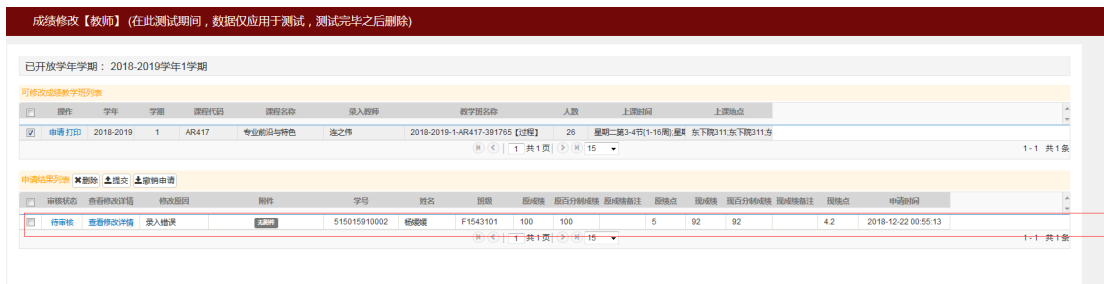 成绩修改【教师】 (在此测试期间，数据仅应用于测试，测试完毕之后删除)
已开放学年学期： 2018-2019学年1学期
可修改成绩教学班列表
操作 学年 学期 课程代码 课程名称 录入教师 教学班名称 人数 上课时间 上课地点
申请 打印 2018-2019 1 AR417 专业前沿与特色 连之伟 2018-2019-1-AR417-391765【过程】 26 星期二第3-4节{1-16周};星期 东下院311;东下院311;东
1 共1页 15 1 - 1 共1条
申请结果列表 删除 提交 撤销申请
审核状态 查看修改详情 修改原因 附件 学号 姓名 班级 原成绩 原百分制成绩 原成绩备注 原绩点 现成绩 现百分制成绩 现成绩备注 现绩点 申请时间
待审核 查看修改详情 录入错误 无附件 515015910002 杨媛媛 F1543101 100 100 5 92 92 4.2 2018-12-22 00:55:13
1 共1页 15 1 - 1 共1条